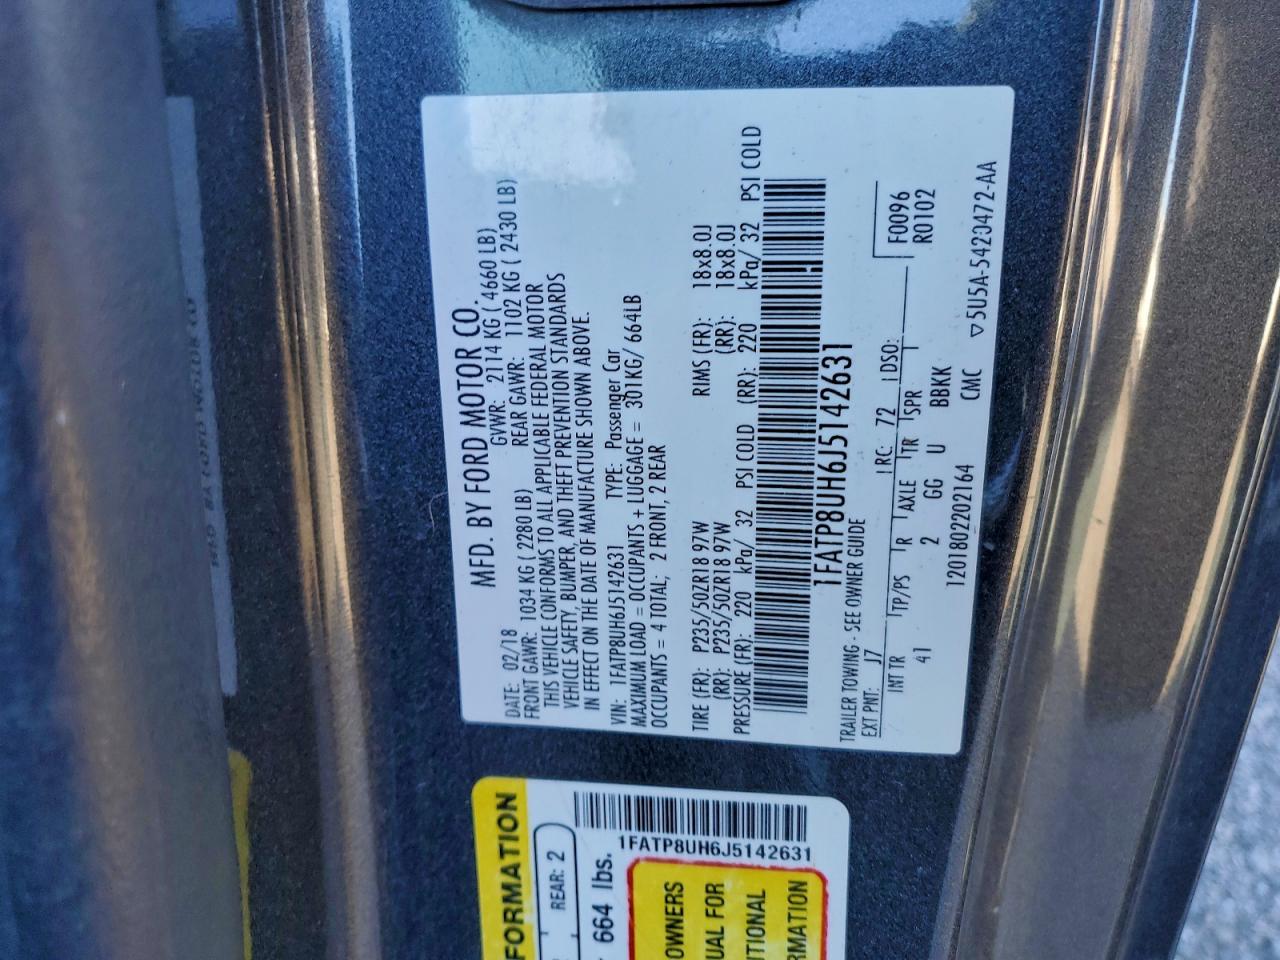 MFD. BY FORD MOTOR CO.
DATE: 02/18 GVWR: 2114 KG ( 4660 LB)
FRONT GAWR: 1034 KG ( 2280 LB) REAR GAWR: 1102 KG ( 2430 LB)
THIS VEHICLE CONFORMS TO ALL APPLICABLE FEDERAL MOTOR
VEHICLE SAFETY, BUMPER, AND THEFT PREVENTION STANDARDS
IN EFFECT ON THE DATE OF MANUFACTURE SHOWN ABOVE.
VIN: 1FATP8UH6J5142631 TYPE: Passenger Car
MAXIMUM LOAD = OCCUPANTS + LUGGAGE = 301KG/ 664LB
OCCUPANTS = 4 TOTAL; 2 FRONT, 2 REAR
TIRE (FR): P235/50ZR18 97W RIMS (FR): 18x8.0J
(RR): P235/50ZR18 97W (RR): 18x8.0J
PRESSURE (FR): 220 kPa/ 32 PSI COLD (RR): 220 kPa/ 32 PSI COLD
1FATP8UH6J5142631
TRAILER TOWING - SEE OWNER GUIDE
EXT PNT: J7 RC: 72 DSO: F0096
R0102
INT TR TP/PS R AXLE TR SPR
41 2 GG U BBKK
1201802202164 CMC ▽5U5A-5420472-AA
FORMATION
REAR: 2
664 lbs.
1FATP8UH6J5142631
OWNERS
UAL FOR
TIONAL
RMATION